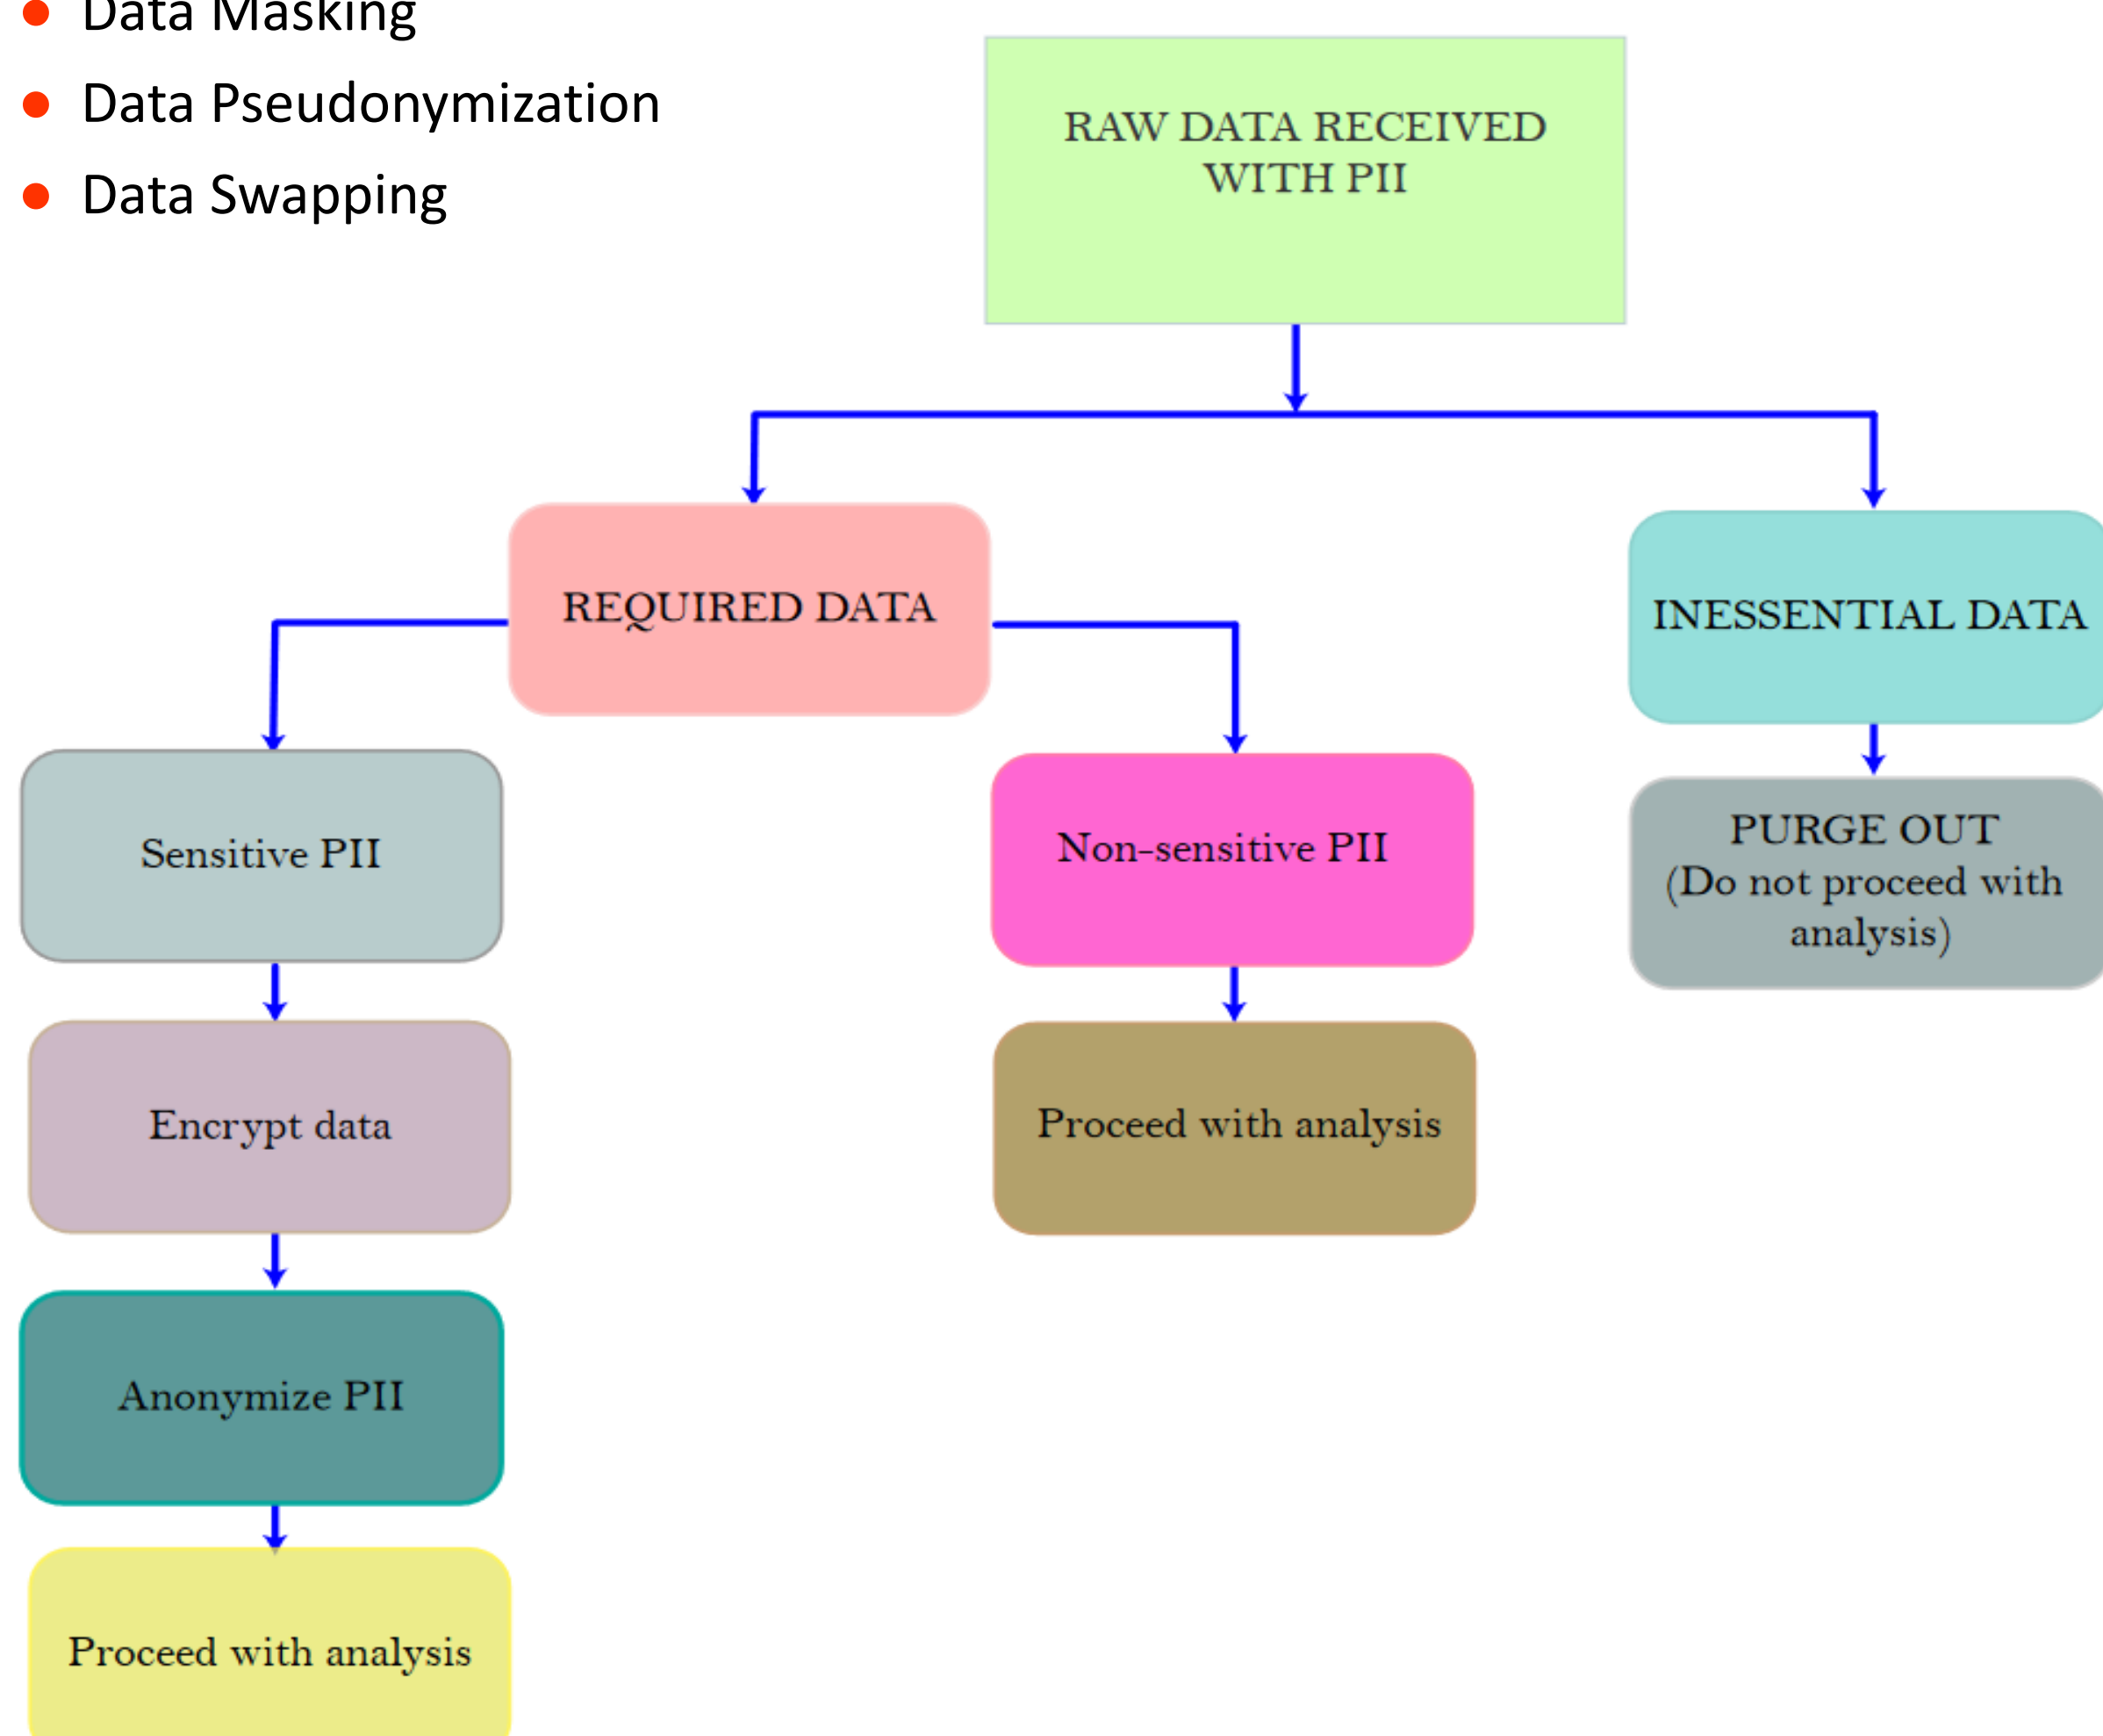 Data Masking
Data Pseudonymization
Data Swapping
RAW DATA RECEIVED
WITH PII
REQUIRED DATA
INESSENTIAL DATA
Sensitive PII
Non-sensitive PII
PURGE OUT
(Do not proceed with
analysis)
Encrypt data
Proceed with analysis
Anonymize PII
Proceed with analysis